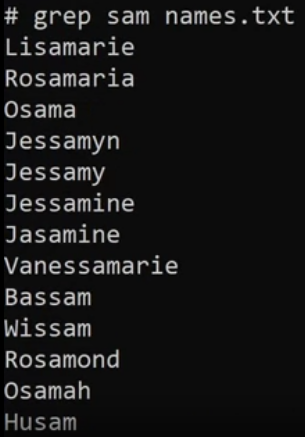 # grep sam names.txt
Lisamarie
Rosamaria
Osama
Jessamyn
Jessamy
Jessamine
Jasamine
Vanessamarie
Bassam
Wissam
Rosamond
Osamah
Husam